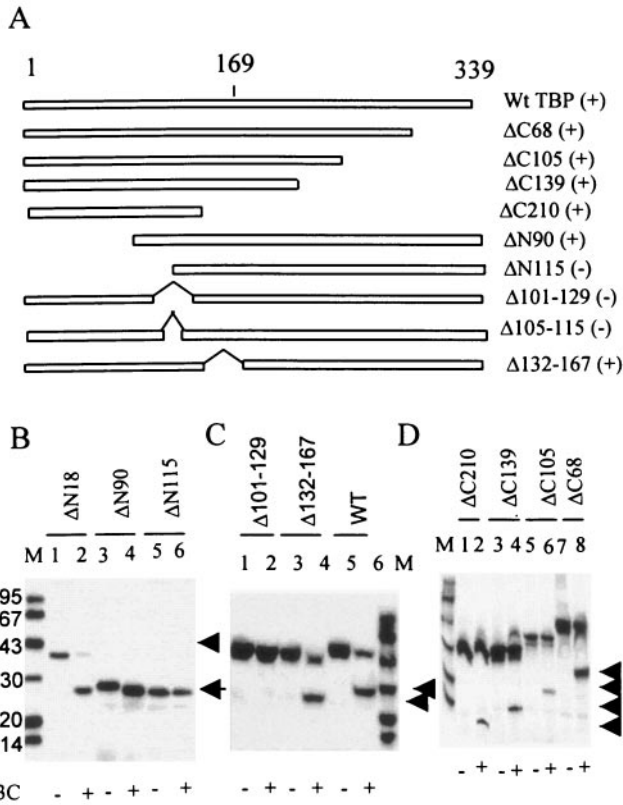 A
1 169 339
Wt TBP (+)
ΔC68 (+)
ΔC105 (+)
ΔC139 (+)
ΔC210 (+)
ΔN90 (+)
ΔN115 (-)
Δ101-129 (-)
Δ105-115 (-)
Δ132-167 (+)
B
ΔN18 ΔN90 ΔN115
M 1 2 3 4 5 6
95
67
43
30
20
14
3C - + - + - +
C
Δ101-129 Δ132-167 WT
1 2 3 4 5 6 M
- + - + - +
D
ΔC210 ΔC139 ΔC105 ΔC68
M 1 2 3 4 5 6 7 8
- + - + - + - +